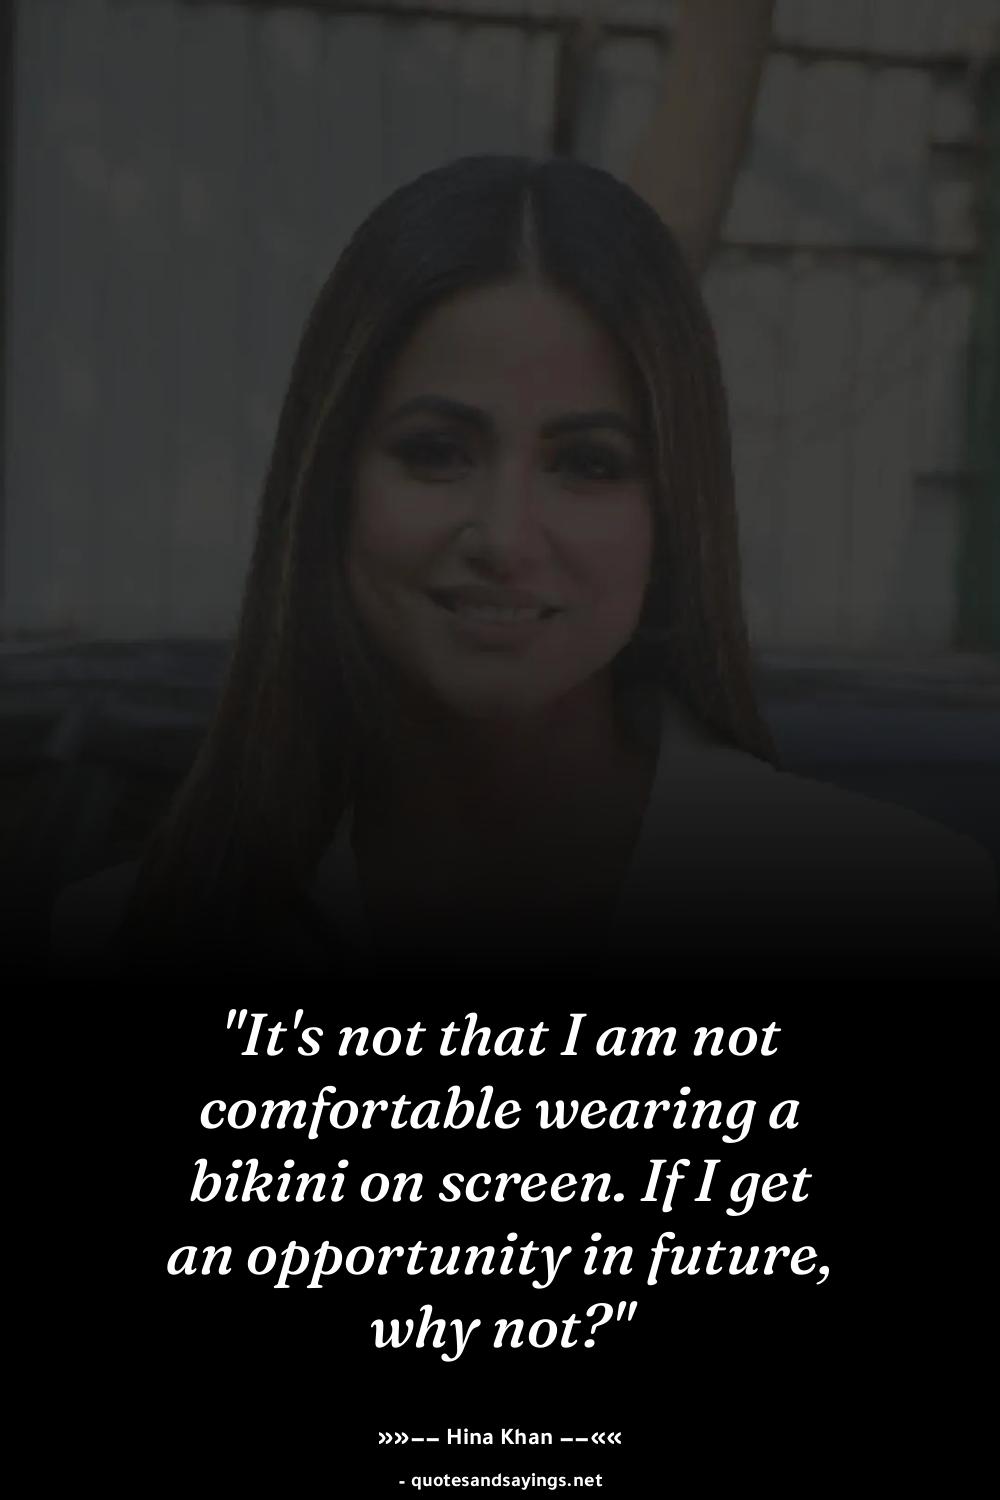 "It's not that I am not
comfortable wearing a
bikini on screen. If I get
an opportunity in future,
why not?"
»»−− Hina Khan −−««
- quotesandsayings.net